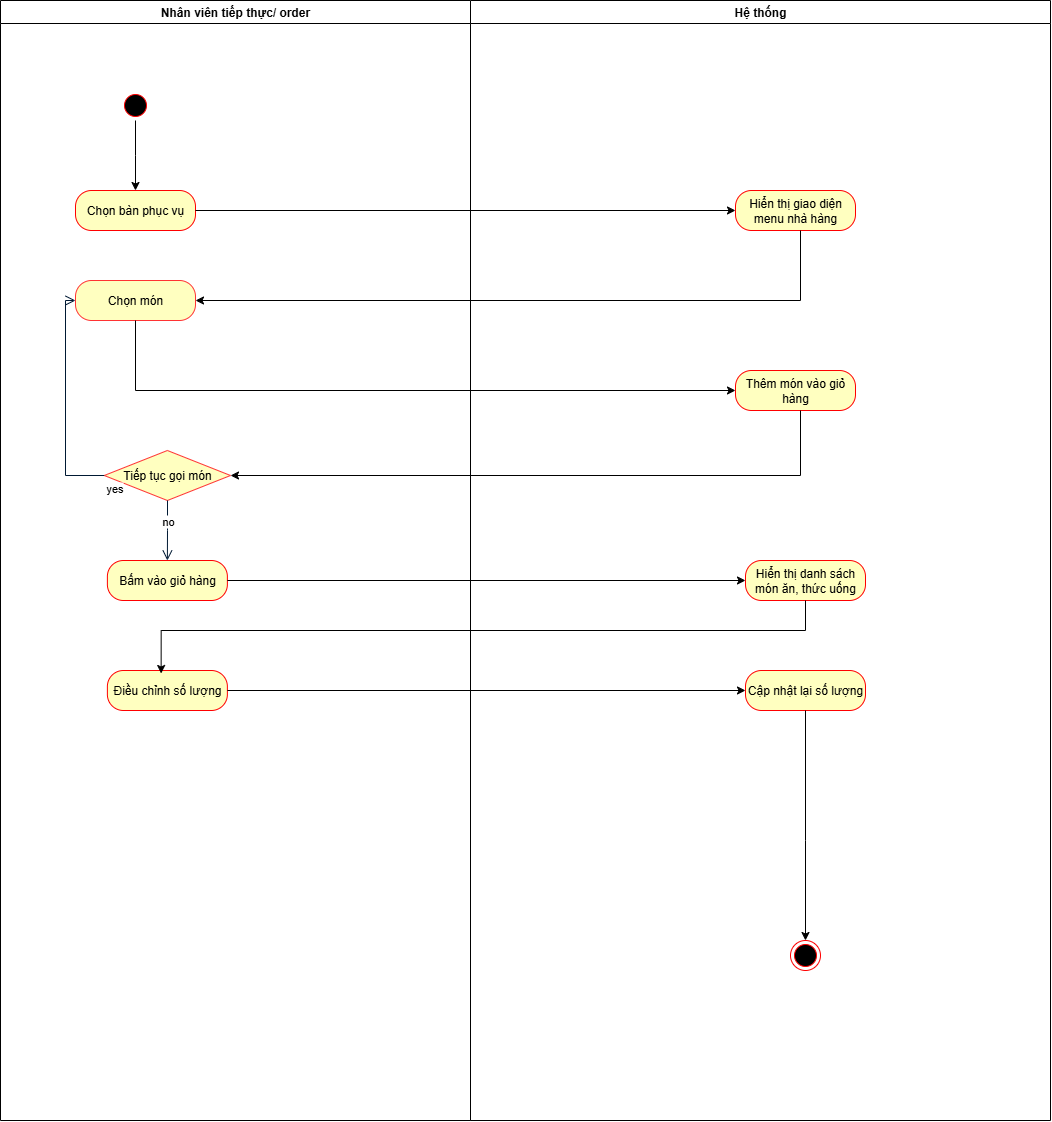 Nhân viên tiếp thực/ order
Hệ thống
Chọn bàn phục vụ
Hiển thị giao diện
menu nhà hàng
Chọn món
Thêm món vào giỏ
hàng
Tiếp tục gọi món
yes
no
Bấm vào giỏ hàng
Hiển thị danh sách
món ăn, thức uống
Điều chỉnh số lượng
Cập nhật lại số lượng